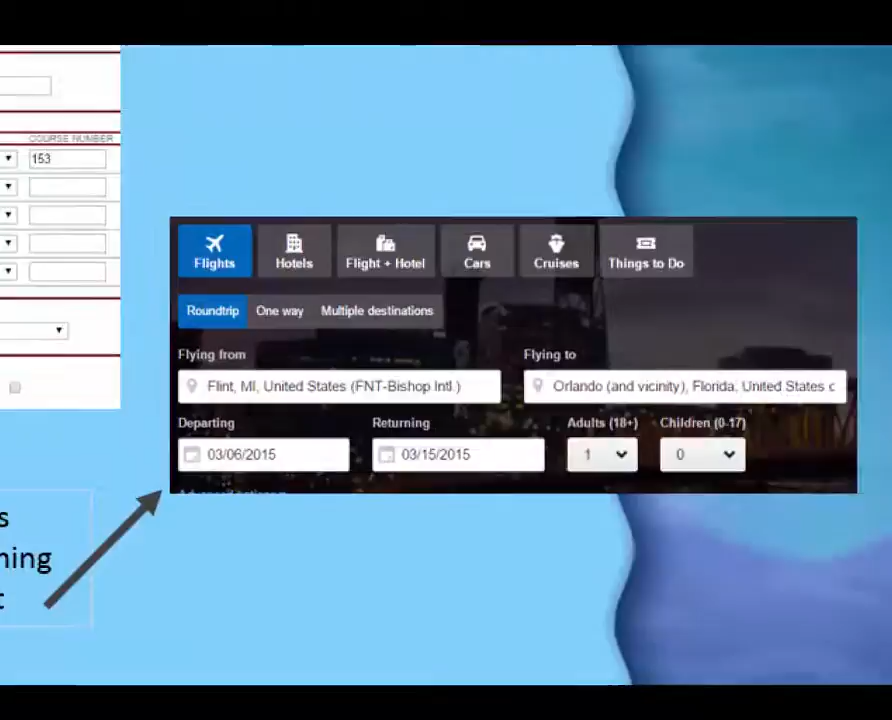 COURSE NUMBER
153
Flights
Hotels
Flight + Hotel
Cars
Cruises
Things to Do
Roundtrip
One way
Multiple destinations
Flying from
Flying to
Flint, MI, United States (FNT-Bishop Intl.)
Orlando (and vicinity), Florida, United States o
Departing
Returning
Adults (18+)
Children (0-17)
03/06/2015
03/15/2015
1
0
s
ning
t